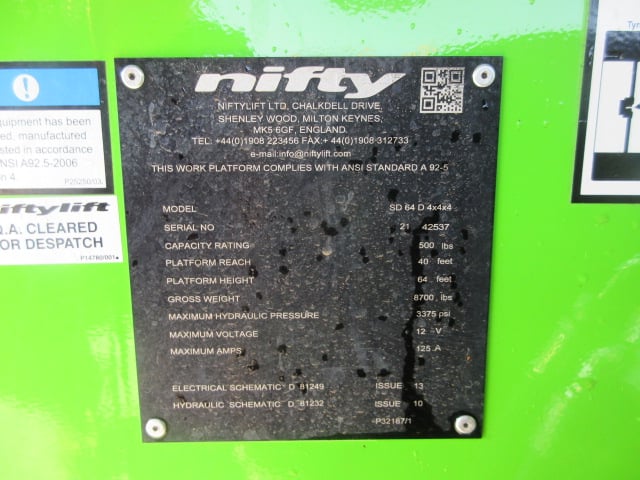 nifty
NIFTYLIFT LTD, CHALKDELL DRIVE,
SHENLEY WOOD, MILTON KEYNES,
MK5 6GF, ENGLAND.
TEL: +44(0)1908 223456 FAX:+ 44(0)1908-312733
e-mail:info@niftylift.com
THIS WORK PLATFORM COMPLIES WITH ANSI STANDARD A 92-5
MODEL SD 64 D 4x4x4
SERIAL NO 21 42537
CAPACITY RATING 500 lbs
PLATFORM REACH 40 feet
PLATFORM HEIGHT 64 feet
GROSS WEIGHT 8700 lbs
MAXIMUM HYDRAULIC PRESSURE 3375 psi
MAXIMUM VOLTAGE 12 V
MAXIMUM AMPS 125 A
ELECTRICAL SCHEMATIC D 81249 ISSUE 13
HYDRAULIC SCHEMATIC D 81232 ISSUE 10
P32187/1
quipment has been
ed, manufactured
sted in accordance
NSI A92.5-2006
n 4.
P25250/03
iftylift
Q.A. CLEARED
OR DESPATCH
P14780/001
Tyr